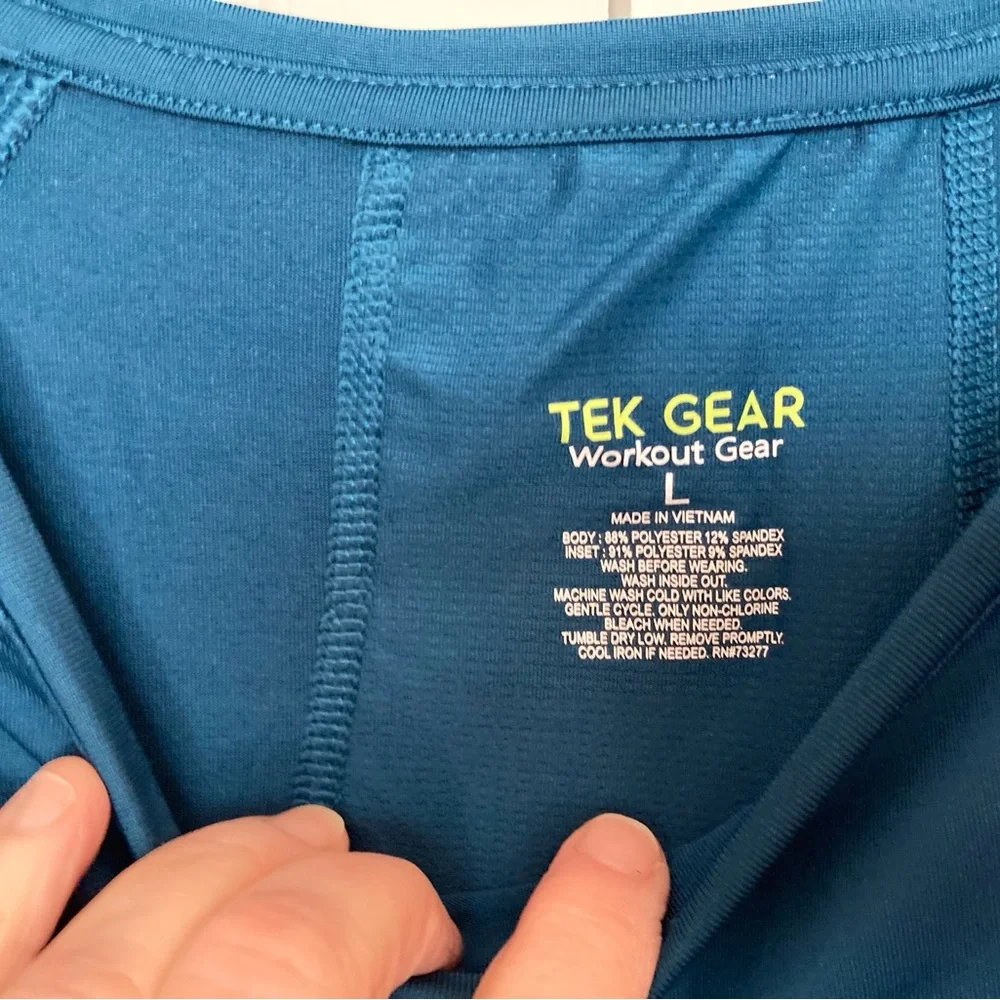 TEK GEAR
Workout Gear
L
MADE IN VIETNAM
BODY : 88% POLYESTER 12% SPANDEX
INSET : 91% POLYESTER 9% SPANDEX
WASH BEFORE WEARING.
WASH INSIDE OUT.
MACHINE WASH COLD WITH LIKE COLORS.
GENTLE CYCLE. ONLY NON-CHLORINE
BLEACH WHEN NEEDED.
TUMBLE DRY LOW. REMOVE PROMPTLY.
COOL IRON IF NEEDED. RN#73277